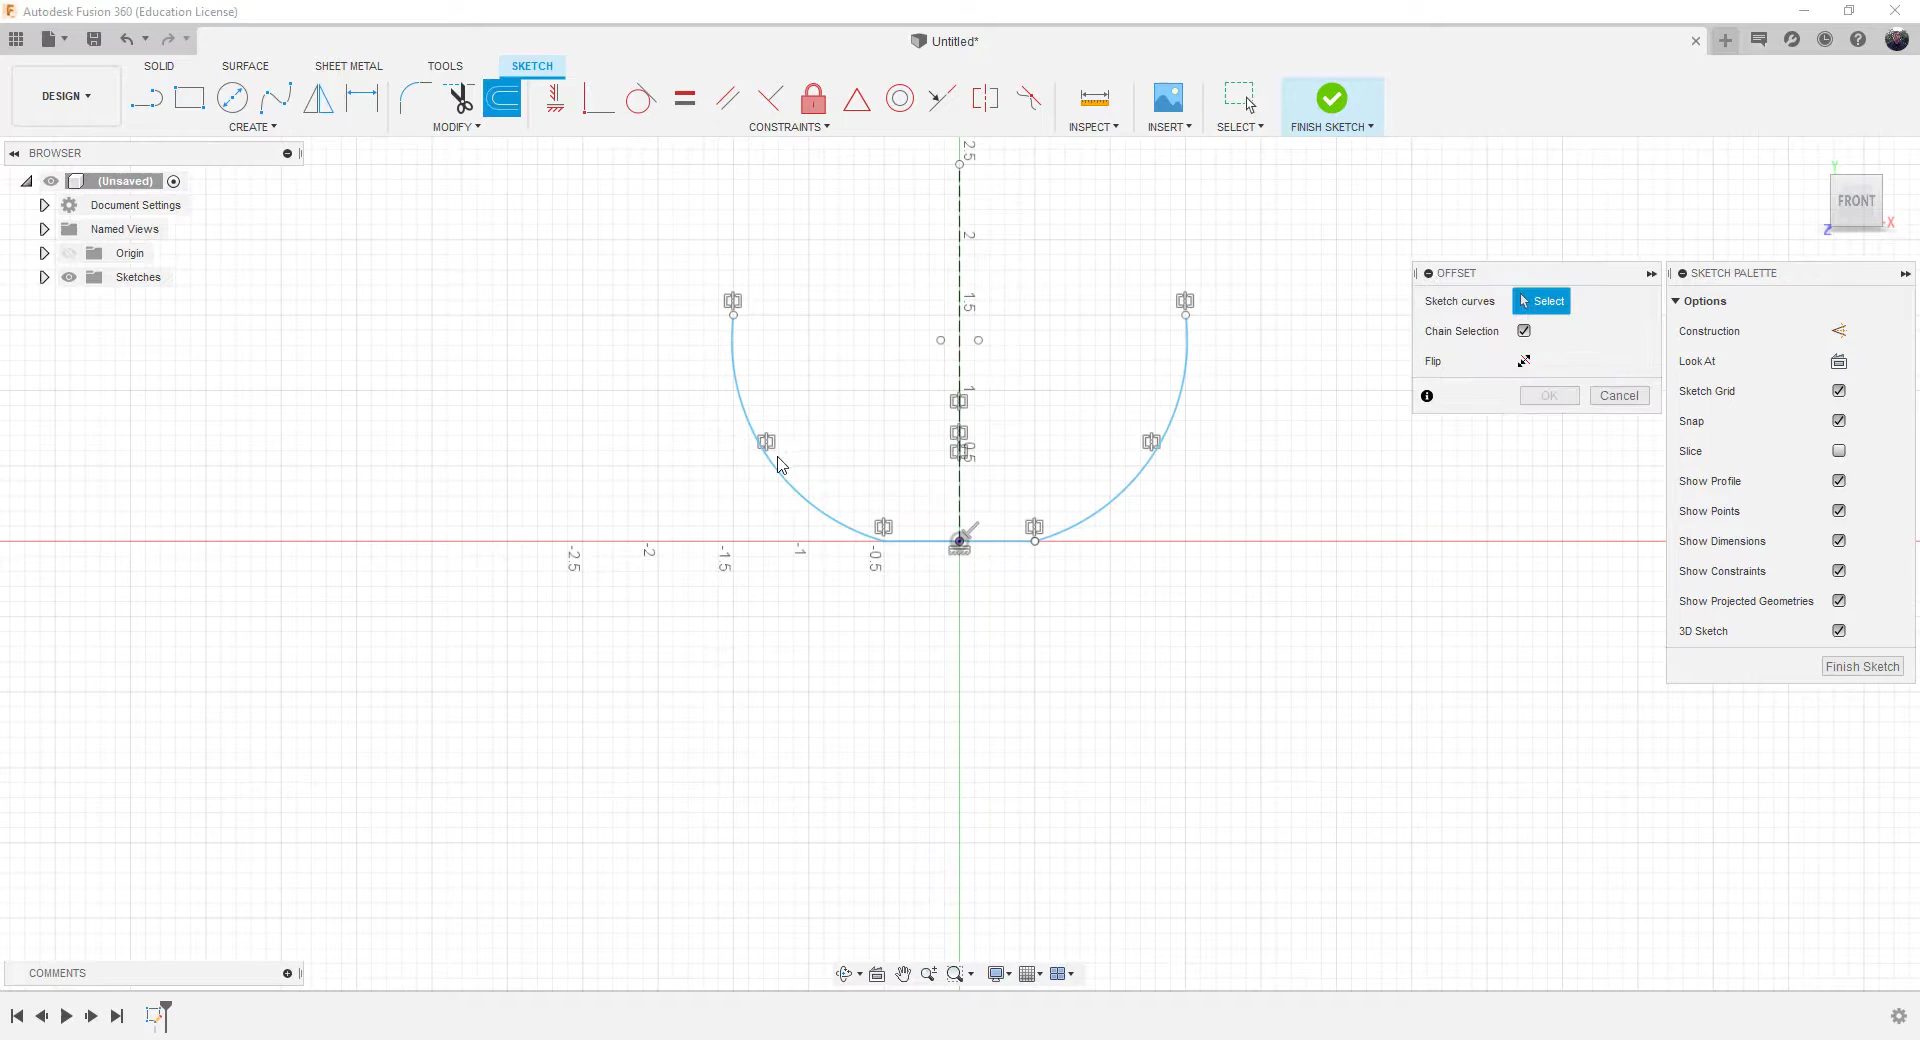 Autodesk Fusion 360 (Education License)
Untitled*
SOLID
SURFACE
SHEET METAL
TOOLS
SKETCH
DESIGN
CREATE
MODIFY
CONSTRAINTS
INSPECT
INSERT
SELECT
FINISH SKETCH
BROWSER
(Unsaved)
Document Settings
Named Views
Origin
Sketches
2.5
2
1.5
1
0.5
-2.5
-2
-1.5
-1
-0.5
Y
FRONT
X
Z
OFFSET
Sketch curves
Select
Chain Selection
Flip
OK
Cancel
SKETCH PALETTE
Options
Construction
Look At
Sketch Grid
Snap
Slice
Show Profile
Show Points
Show Dimensions
Show Constraints
Show Projected Geometries
3D Sketch
Finish Sketch
COMMENTS